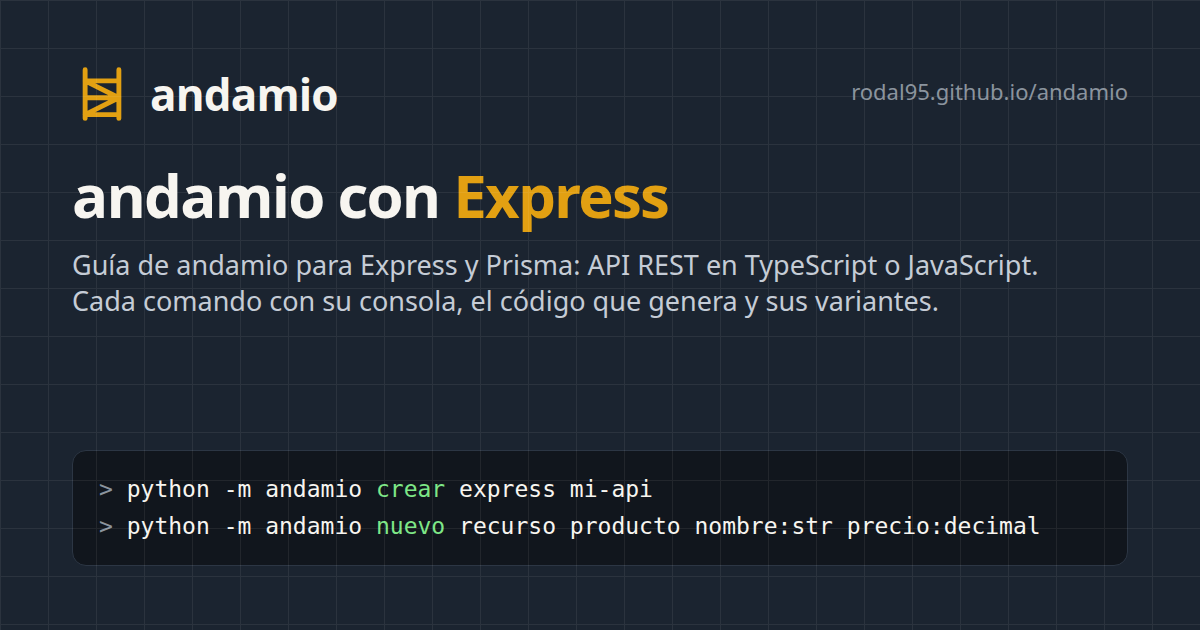 andamio
rodal95.github.io/andamio
andamio con Express
Guía de andamio para Express y Prisma: API REST en TypeScript o JavaScript.
Cada comando con su consola, el código que genera y sus variantes.
> python -m andamio crear express mi-api
> python -m andamio nuevo recurso producto nombre:str precio:decimal